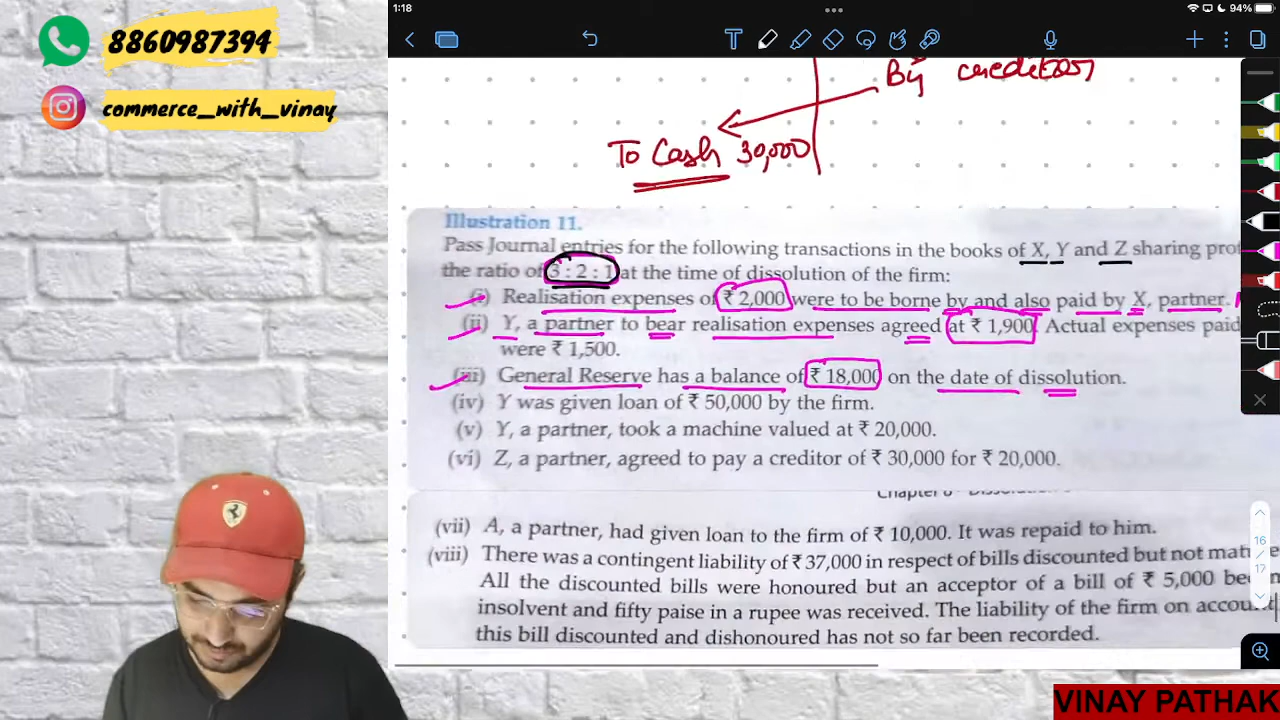 8860987394
commerce_with_vinay
1:18
94%
By creditors
To Cash 30,000
Illustration 11.
Pass Journal entries for the following transactions in the books of X, Y and Z sharing
the ratio of 3 : 2 : 1 at the time of dissolution of the firm:
(i) Realisation expenses of ₹ 2,000 were to be borne by and also paid by X, partner.
(ii) Y, a partner to bear realisation expenses agreed at ₹ 1,900. Actual expenses paid
were ₹ 1,500.
(iii) General Reserve has a balance of ₹ 18,000 on the date of dissolution.
(iv) Y was given loan of ₹ 50,000 by the firm.
(v) Y, a partner, took a machine valued at ₹ 20,000.
(vi) Z, a partner, agreed to pay a creditor of ₹ 30,000 for ₹ 20,000.
(vii) A, a partner, had given loan to the firm of ₹ 10,000. It was repaid to him.
(viii) There was a contingent liability of ₹ 37,000 in respect of bills discounted but not
All the discounted bills were honoured but an acceptor of a bill of ₹ 5,000
insolvent and fifty paise in a rupee was received. The liability of the firm on
this bill discounted and dishonoured has not so far been recorded.
16
17
VINAY PATHAK